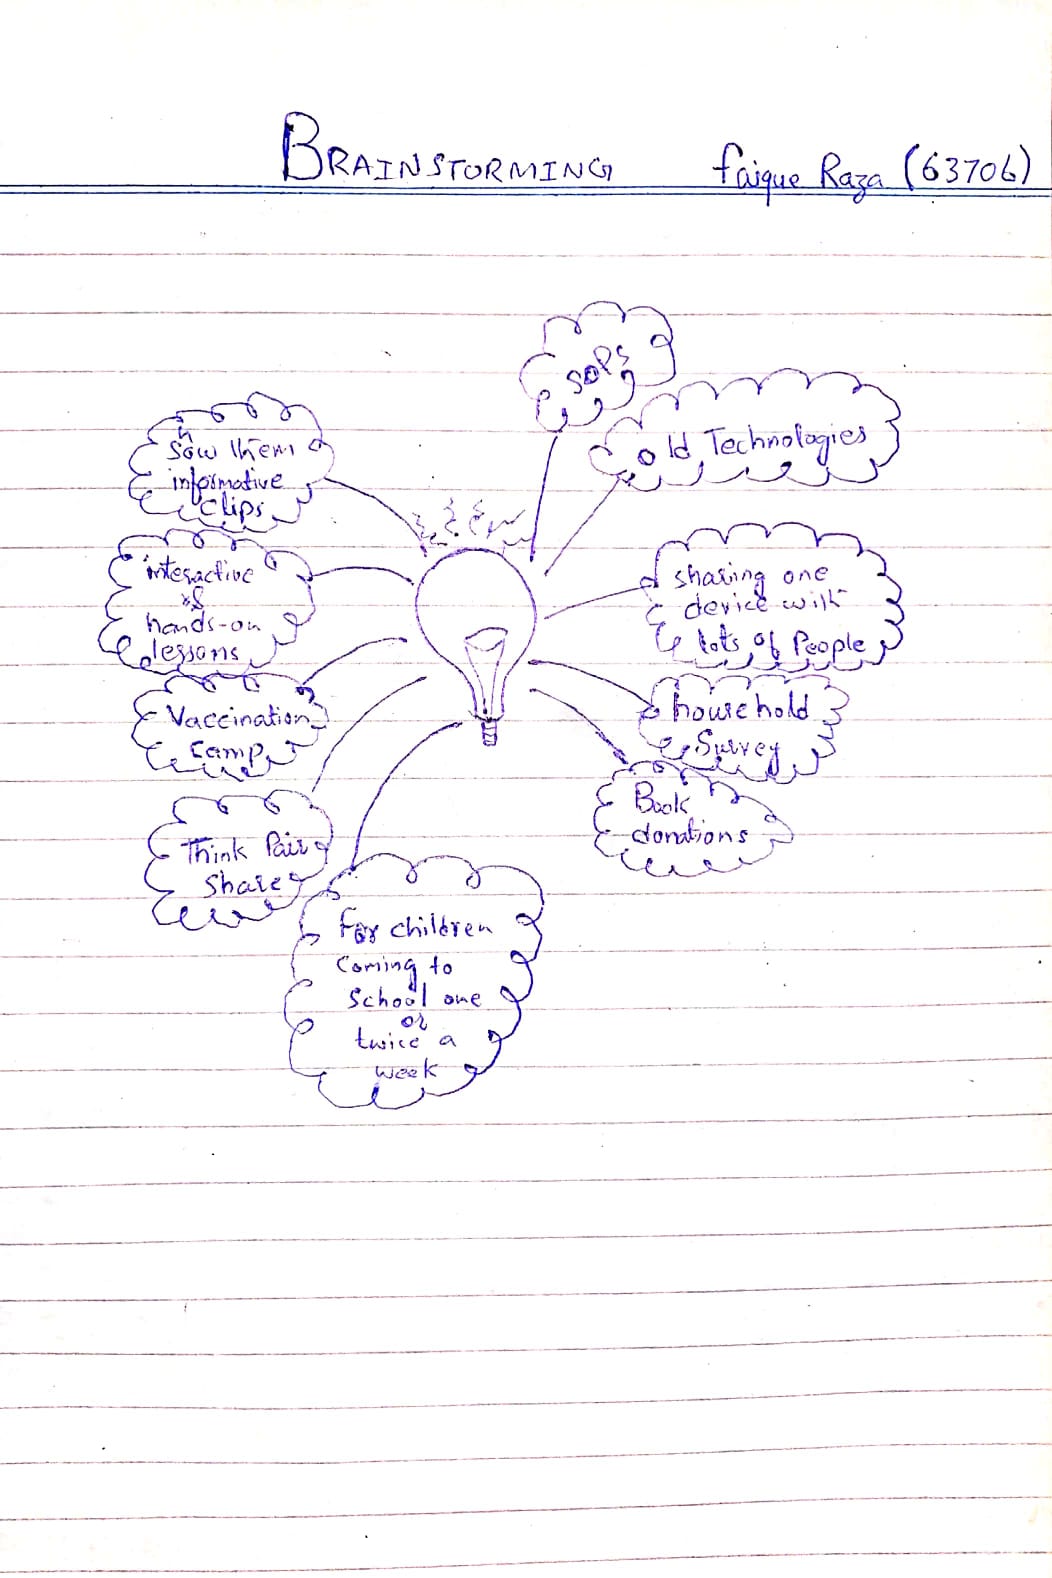 BRAINSTORMING Faique Raza (63706)
SOPS
Old Technologies
Show them
informative
Clips
interactive
&
hands-on
lessons
sharing one
device with
lots of People
Vaccination
Camp
household
Survey
Book
donations
Think Pair
Share
For children
Coming to
School one
or
twice a
week